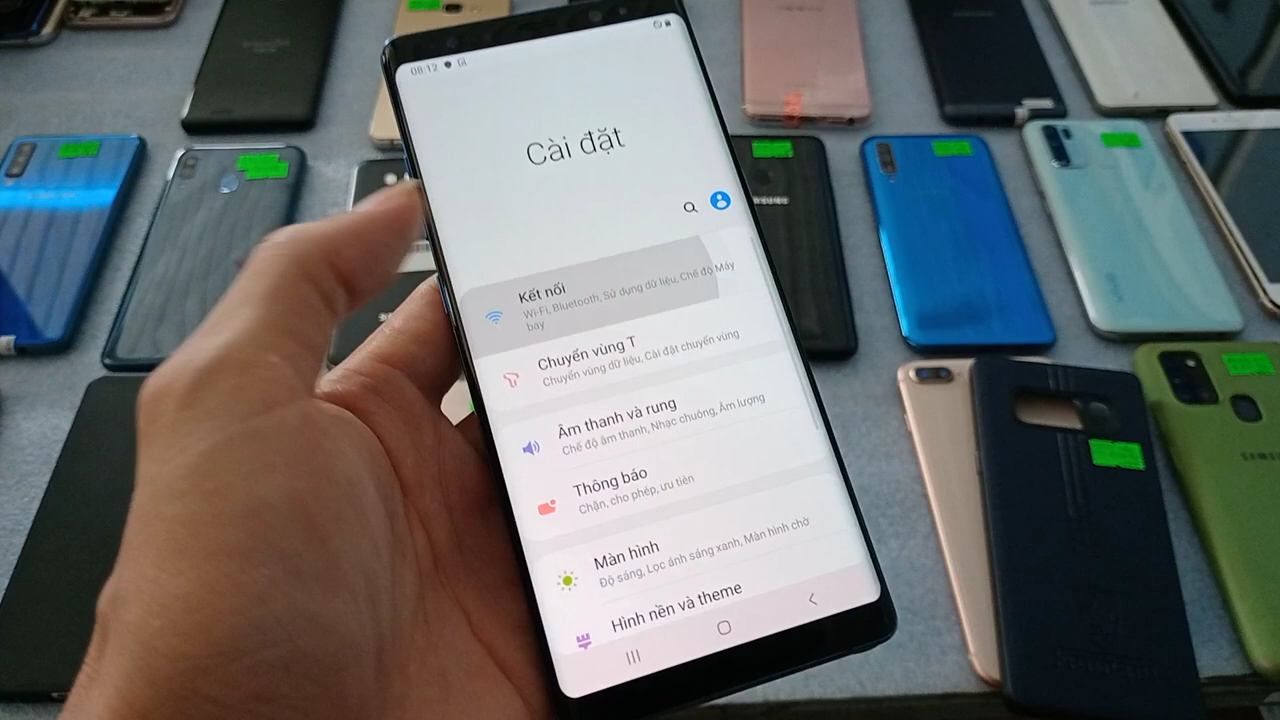 08:12
Cài đặt
Kết nối
Wi-Fi, Bluetooth, Sử dụng dữ liệu, Chế độ Máy
bay
Chuyển vùng T
Chuyển vùng dữ liệu, Cài đặt chuyển vùng
Âm thanh và rung
Chế độ âm thanh, Nhạc chuông, Âm lượng
Thông báo
Chặn, cho phép, ưu tiên
Màn hình
Độ sáng, Lọc ánh sáng xanh, Màn hình chờ
Hình nền và theme